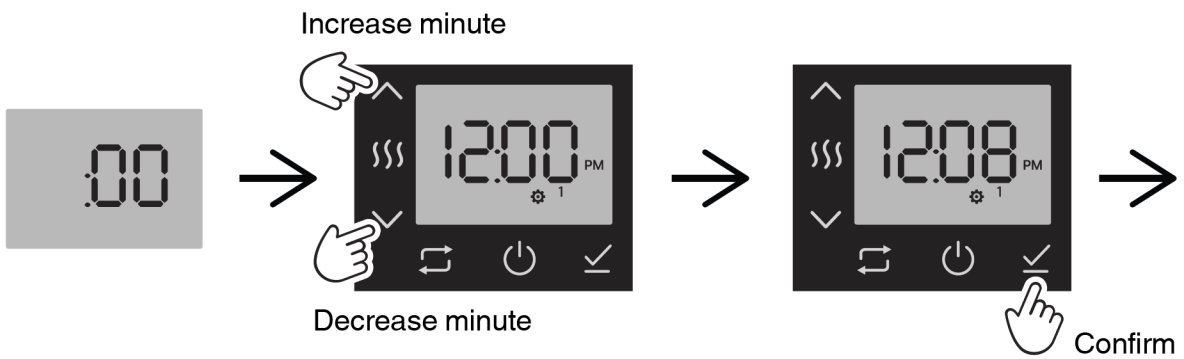 Increase minute
:00
12:00 PM
1
12:08 PM
1
Decrease minute
Confirm